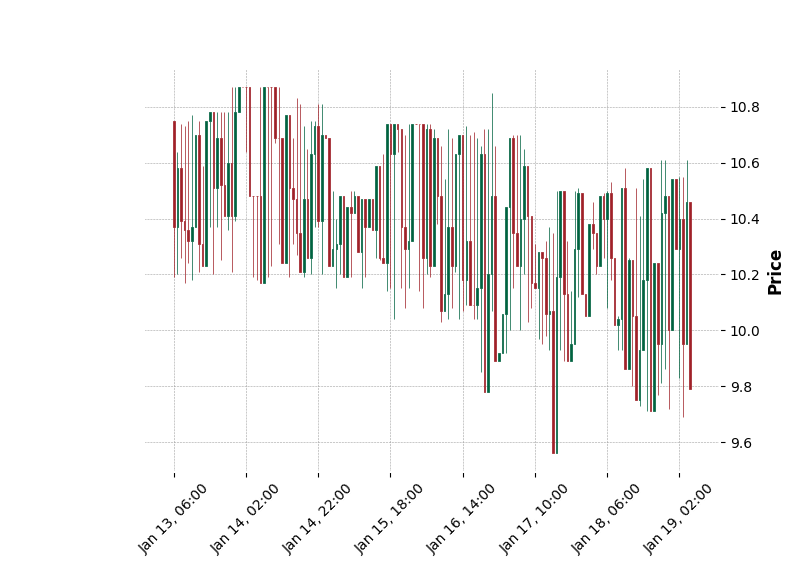 10.8
10.6
10.4
10.2
10.0
9.8
9.6
Price
Jan 13, 06:00
Jan 14, 02:00
Jan 14, 22:00
Jan 15, 18:00
Jan 16, 14:00
Jan 17, 10:00
Jan 18, 06:00
Jan 19, 02:00